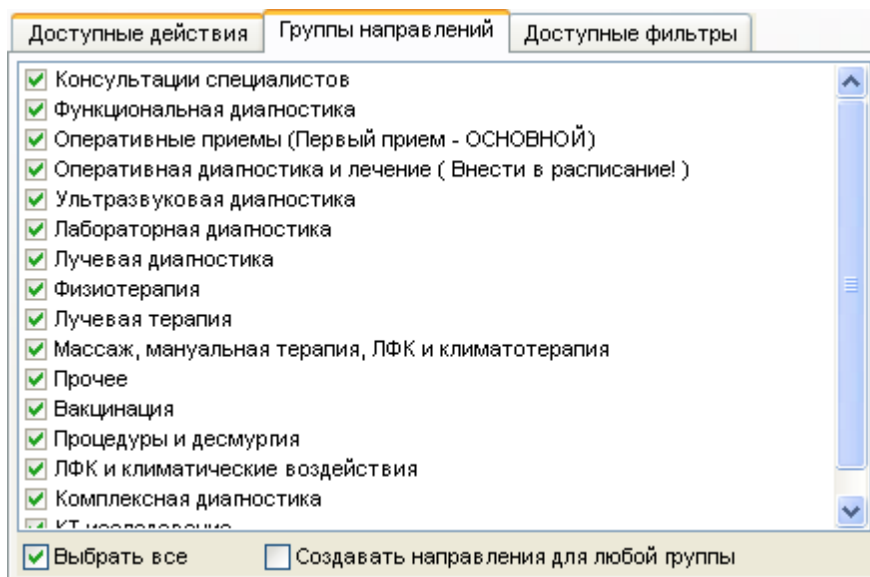 Доступные действия Группы направлений Доступные фильтры
Консультации специалистов
Функциональная диагностика
Оперативные приемы (Первый прием - ОСНОВНОЙ)
Оперативная диагностика и лечение ( Внести в расписание! )
Ультразвуковая диагностика
Лабораторная диагностика
Лучевая диагностика
Физиотерапия
Лучевая терапия
Массаж, мануальная терапия, ЛФК и климатотерапия
Прочее
Вакцинация
Процедуры и десмургия
ЛФК и климатические воздействия
Комплексная диагностика
КТ исследование
Выбрать все Создавать направления для любой группы